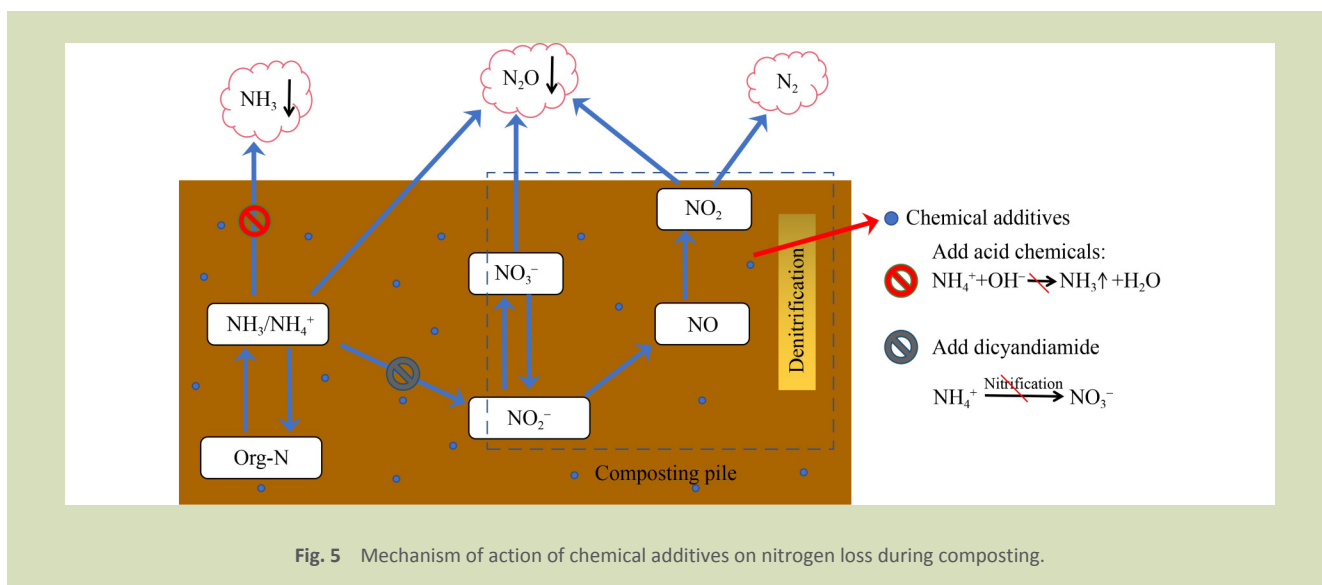 NH₃ ↓
N₂O ↓
N₂
NO₂
Chemical additives
Add acid chemicals:
NH₄⁺+OH⁻ → NH₃↑ +H₂O
NO₃⁻
NH₃/NH₄⁺
NO
Denitrification
Add dicyandiamide
Nitrification
NH₄⁺ → NO₃⁻
NO₂⁻
Org-N
Composting pile
Fig. 5 Mechanism of action of chemical additives on nitrogen loss during composting.